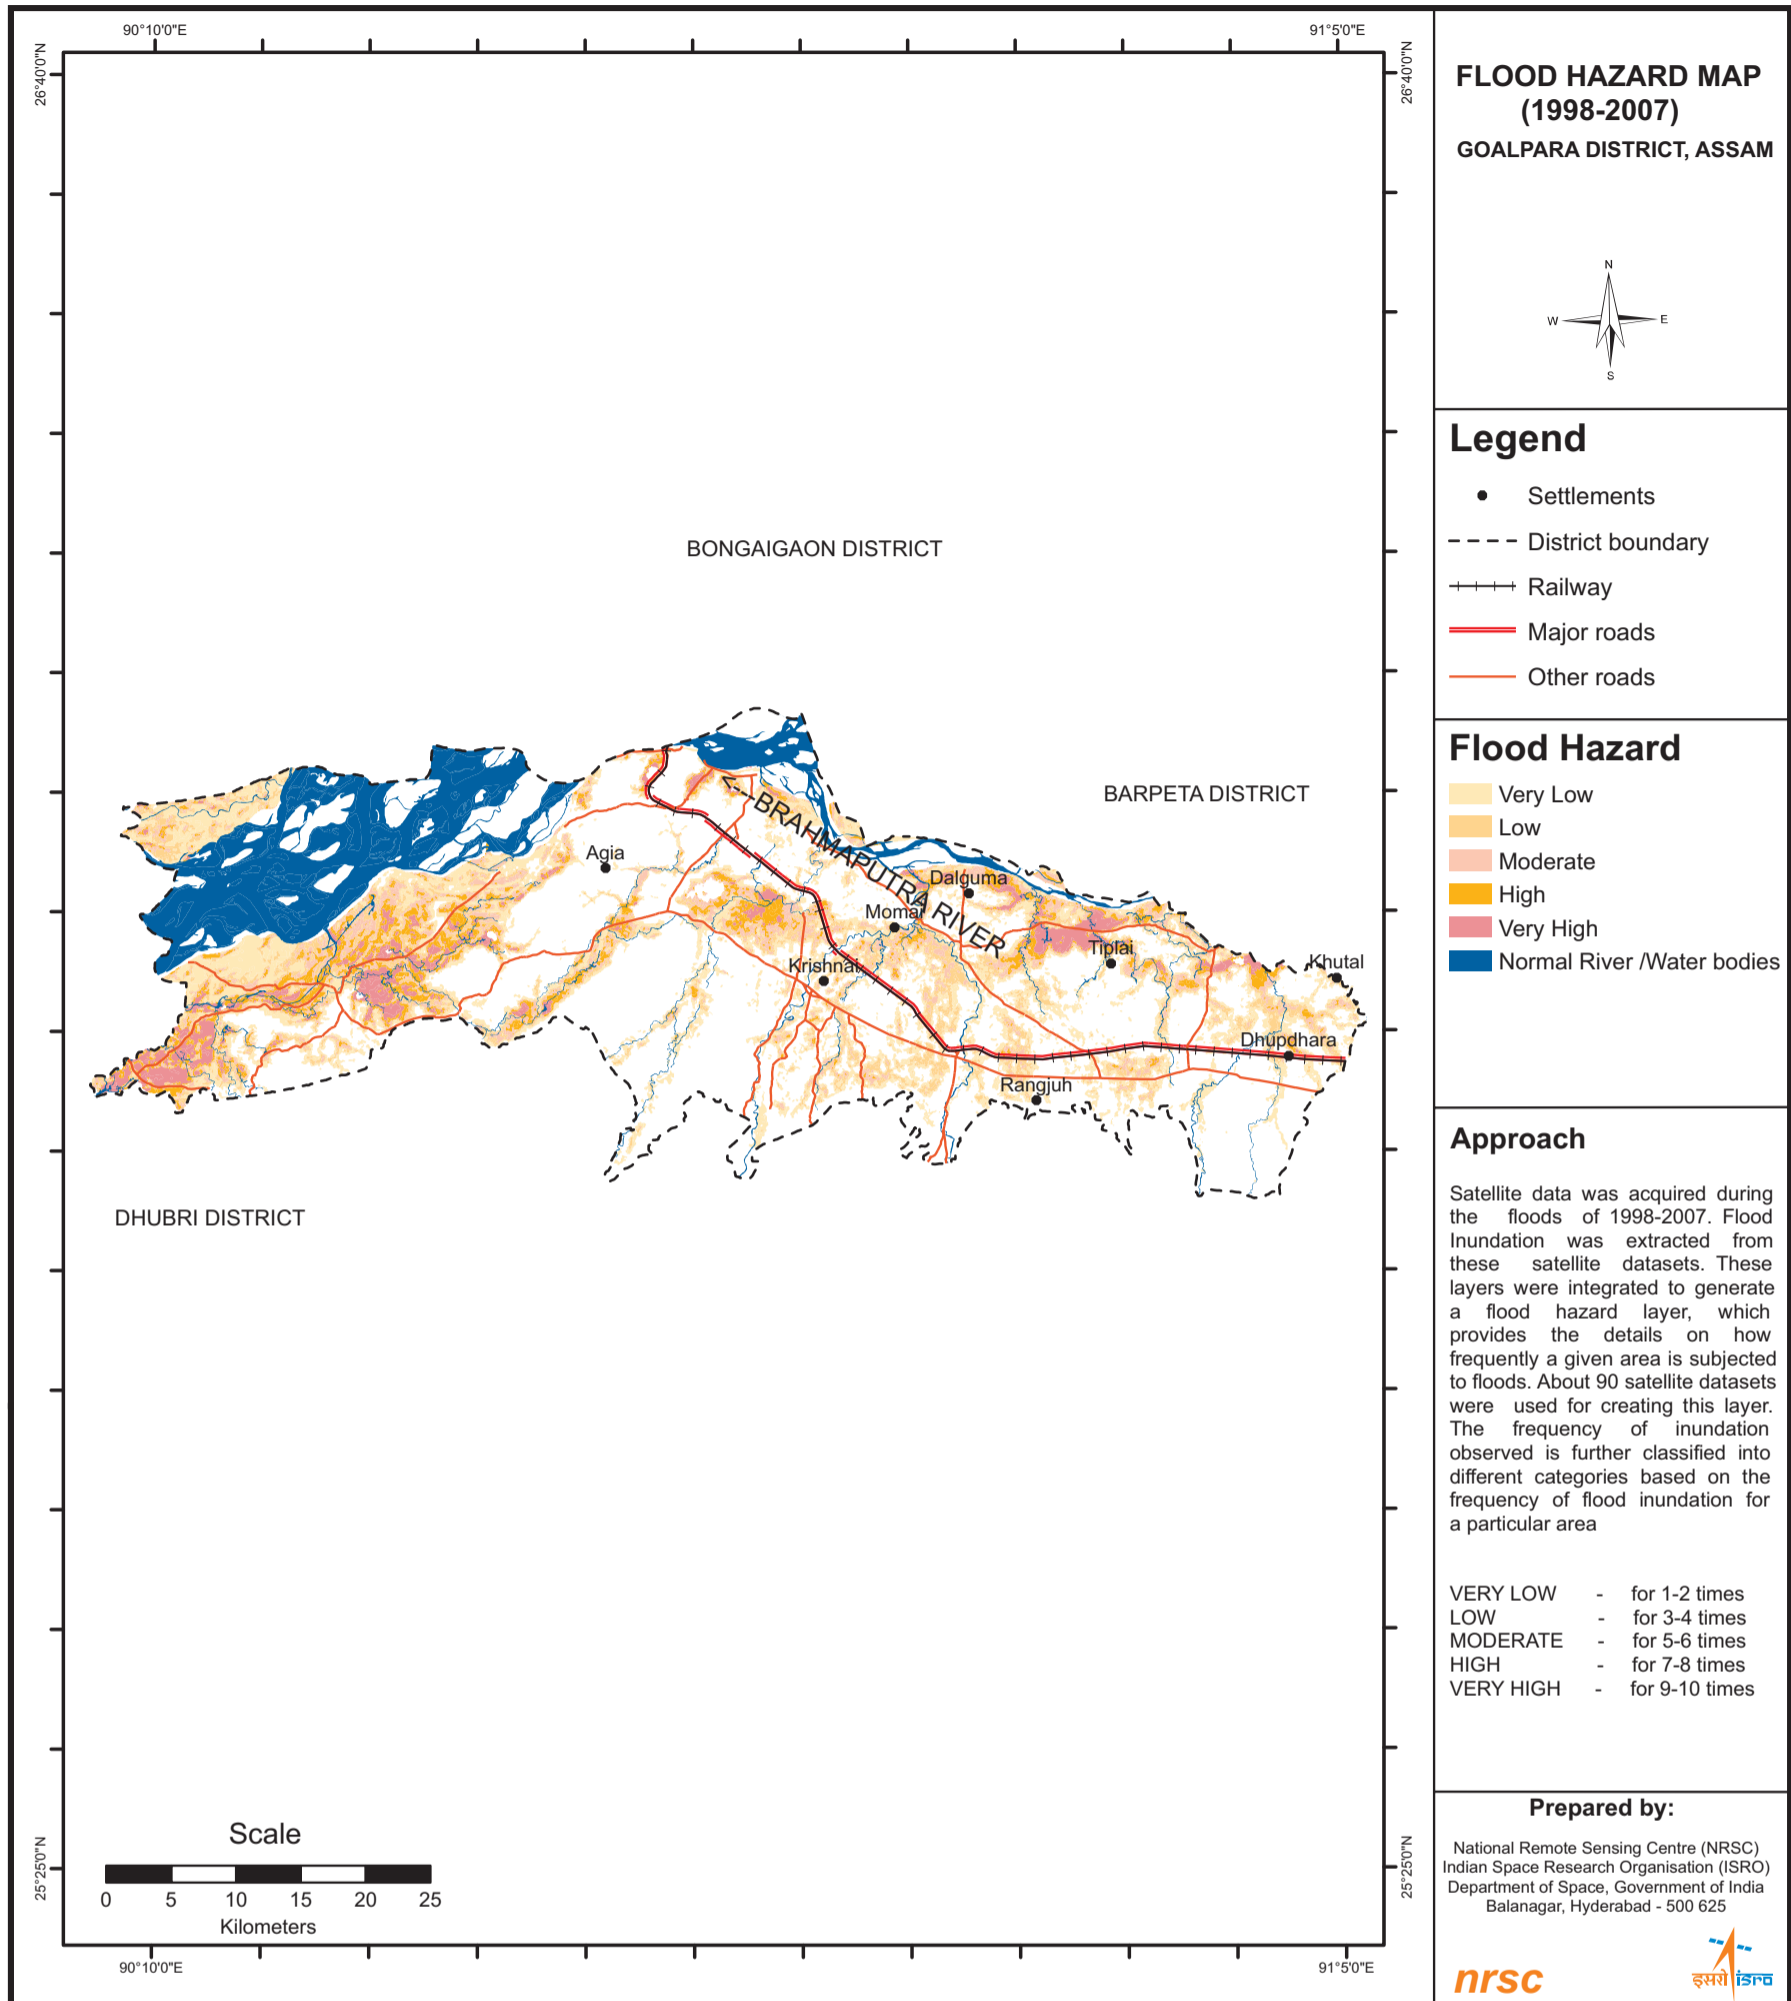 90°10'0"E
91°5'0"E
26°40'0"N
26°40'0"N
FLOOD HAZARD MAP
(1998-2007)
GOALPARA DISTRICT, ASSAM
N
W
E
S
Legend
Settlements
District boundary
Railway
Major roads
Other roads
Flood Hazard
Very Low
Low
Moderate
High
Very High
Normal River /Water bodies
BONGAIGAON DISTRICT
BARPETA DISTRICT
BRAHMAPUTRA RIVER
Agia
Dalguma
Momai
Tiplai
Krishnai
Khutal
Dhupdhara
Rangjuh
DHUBRI DISTRICT
Approach
Satellite data was acquired during
the floods of 1998-2007. Flood
Inundation was extracted from
these satellite datasets. These
layers were integrated to generate
a flood hazard layer, which
provides the details on how
frequently a given area is subjected
to floods. About 90 satellite datasets
were used for creating this layer.
The frequency of inundation
observed is further classified into
different categories based on the
frequency of flood inundation for
a particular area
VERY LOW - for 1-2 times
LOW - for 3-4 times
MODERATE - for 5-6 times
HIGH - for 7-8 times
VERY HIGH - for 9-10 times
Scale
0 5 10 15 20 25
Kilometers
25°25'0"N
25°25'0"N
90°10'0"E
91°5'0"E
Prepared by:
National Remote Sensing Centre (NRSC)
Indian Space Research Organisation (ISRO)
Department of Space, Government of India
Balanagar, Hyderabad - 500 625
nrsc
इसरो isro